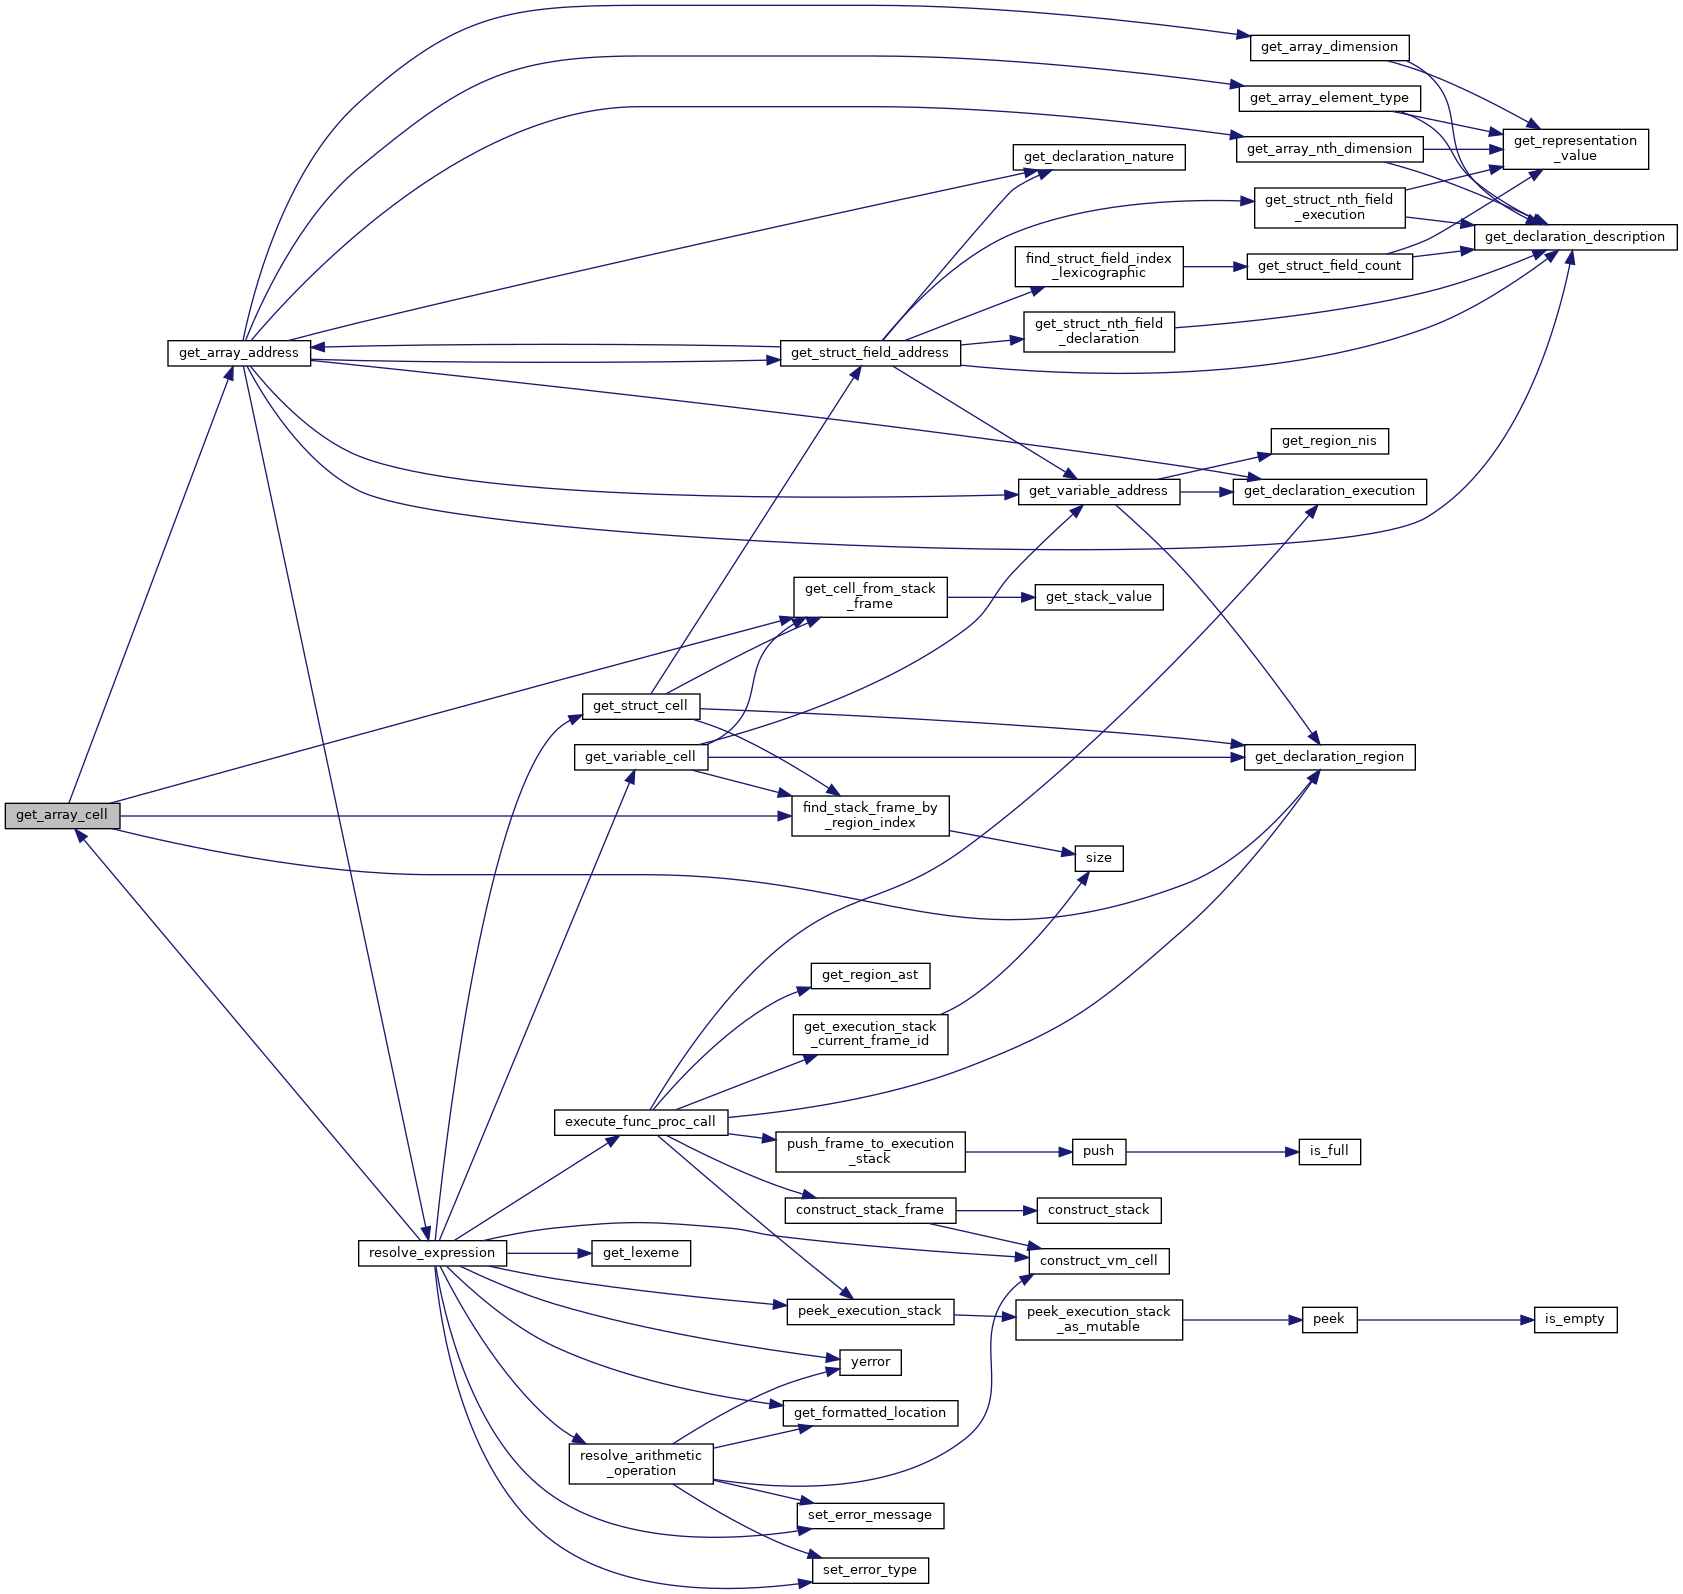 get_array_dimension
get_array_element_type
get_representation
_value
get_array_nth_dimension
get_declaration_nature
get_struct_nth_field
_execution
get_declaration_description
find_struct_field_index
_lexicographic
get_struct_field_count
get_struct_nth_field
_declaration
get_array_address
get_struct_field_address
get_region_nis
get_variable_address
get_declaration_execution
get_cell_from_stack
_frame
get_stack_value
get_struct_cell
get_variable_cell
get_declaration_region
get_array_cell
find_stack_frame_by
_region_index
size
get_region_ast
get_execution_stack
_current_frame_id
execute_func_proc_call
push_frame_to_execution
_stack
push
is_full
construct_stack_frame
construct_stack
resolve_expression
get_lexeme
construct_vm_cell
peek_execution_stack
peek_execution_stack
_as_mutable
peek
is_empty
yerror
get_formatted_location
resolve_arithmetic
_operation
set_error_message
set_error_type